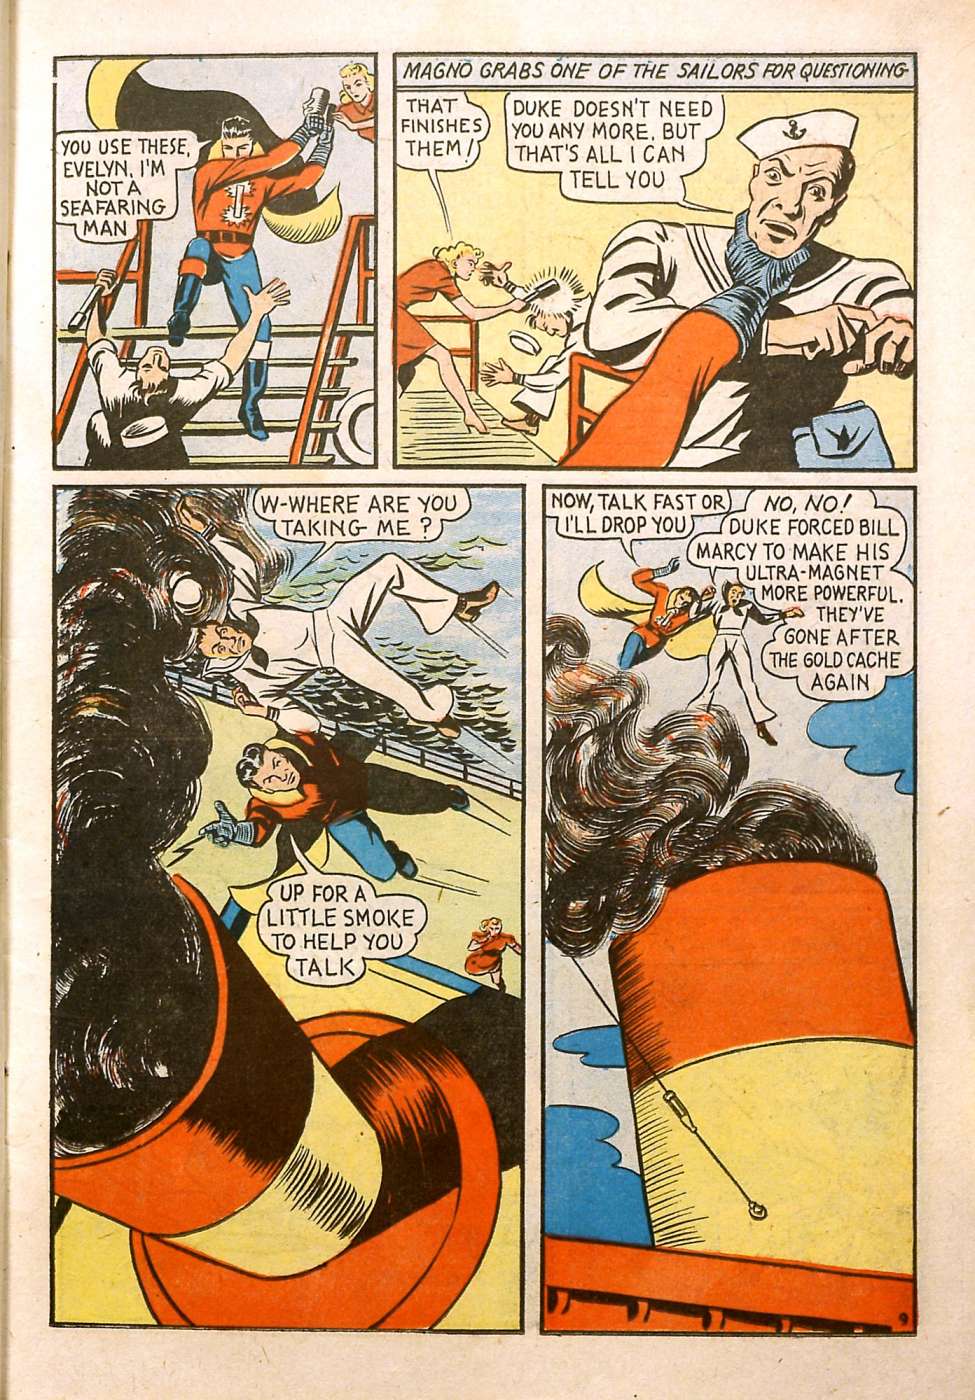 YOU USE THESE,
EVELYN, I'M
NOT A
SEAFARING
MAN
MAGNO GRABS ONE OF THE SAILORS FOR QUESTIONING-
THAT
FINISHES
THEM!
DUKE DOESN'T NEED
YOU ANY MORE, BUT
THAT'S ALL I CAN
TELL YOU
W-WHERE ARE YOU
TAKING ME?
UP FOR A
LITTLE SMOKE
TO HELP YOU
TALK
NOW, TALK FAST OR
I'LL DROP YOU
NO, NO!
DUKE FORCED BILL
MARCY TO MAKE HIS
ULTRA-MAGNET
MORE POWERFUL.
THEY'VE
GONE AFTER
THE GOLD CACHE
AGAIN
9